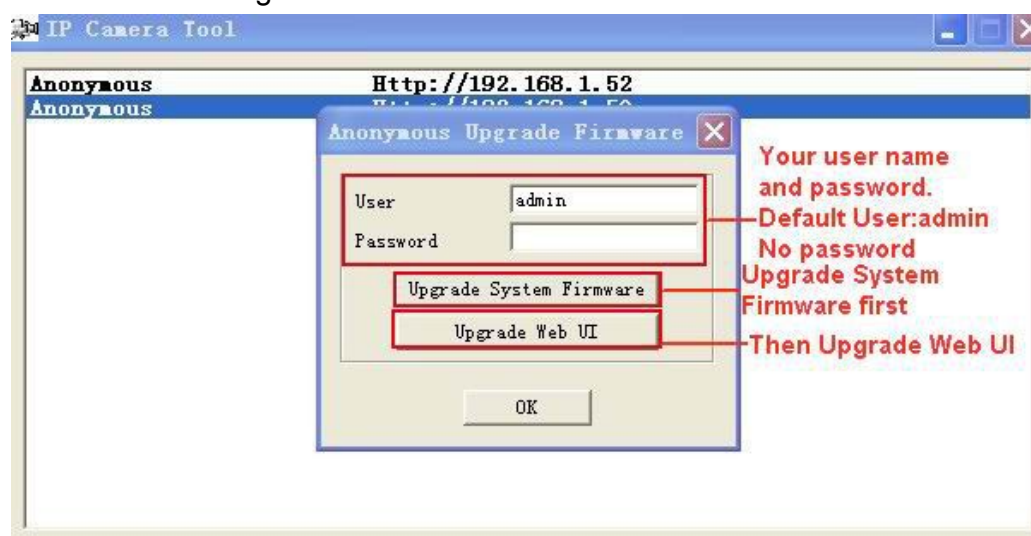 IP Camera Tool
Anonymous Http://192.168.1.52
Anonymous
Anonymous Upgrade Firmware
User admin
Password
Upgrade System Firmware
Upgrade Web UI
OK
Your user name
and password.
Default User:admin
No password
Upgrade System
Firmware first
Then Upgrade Web UI